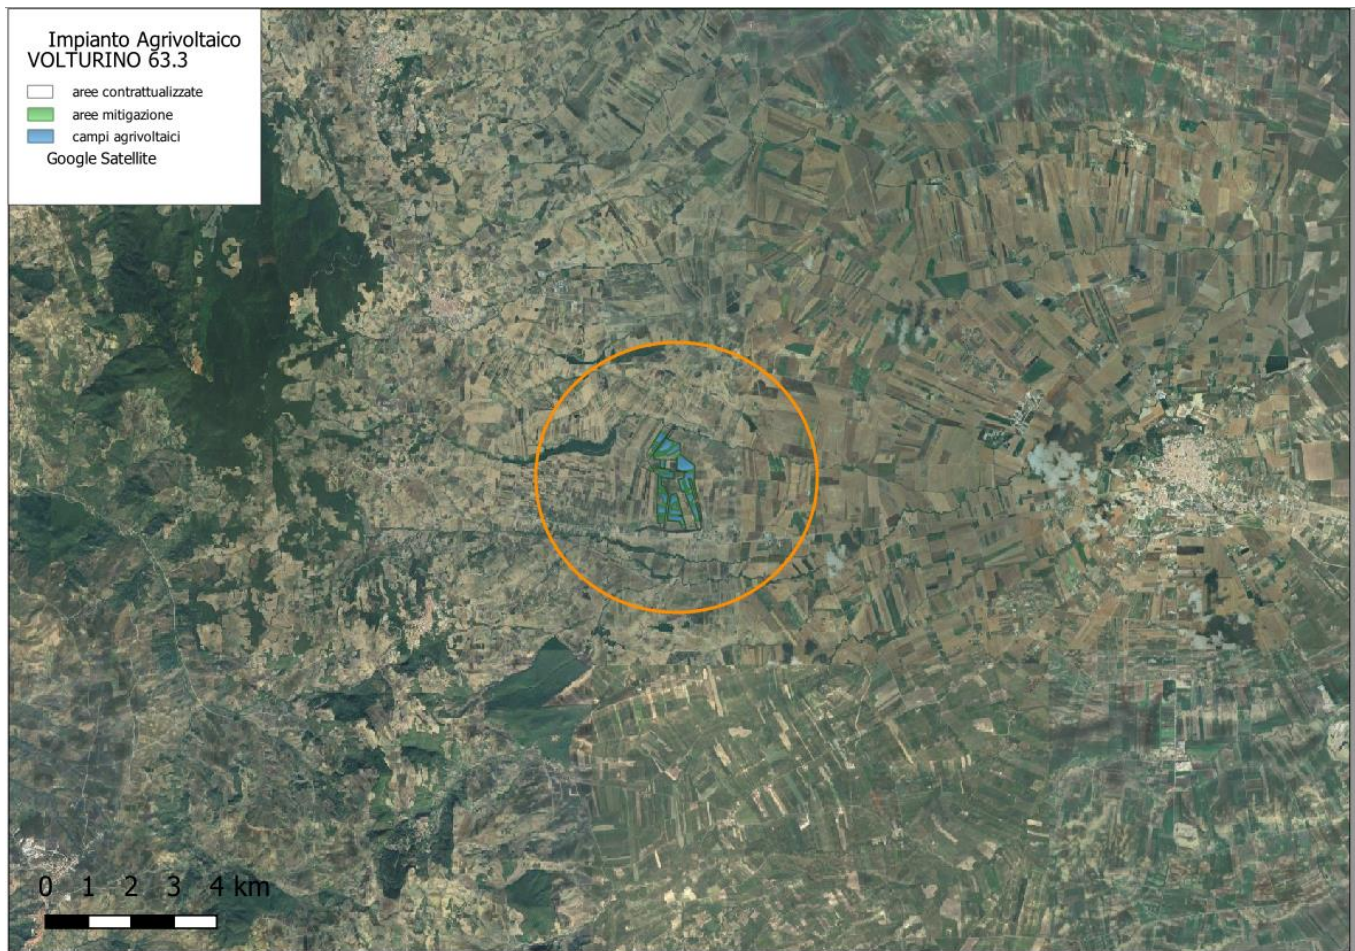 Impianto Agrivoltaico
VOLTURINO 63.3
aree contrattualizzate
aree mitigazione
campi agrivoltaici
Google Satellite
0 1 2 3 4 km